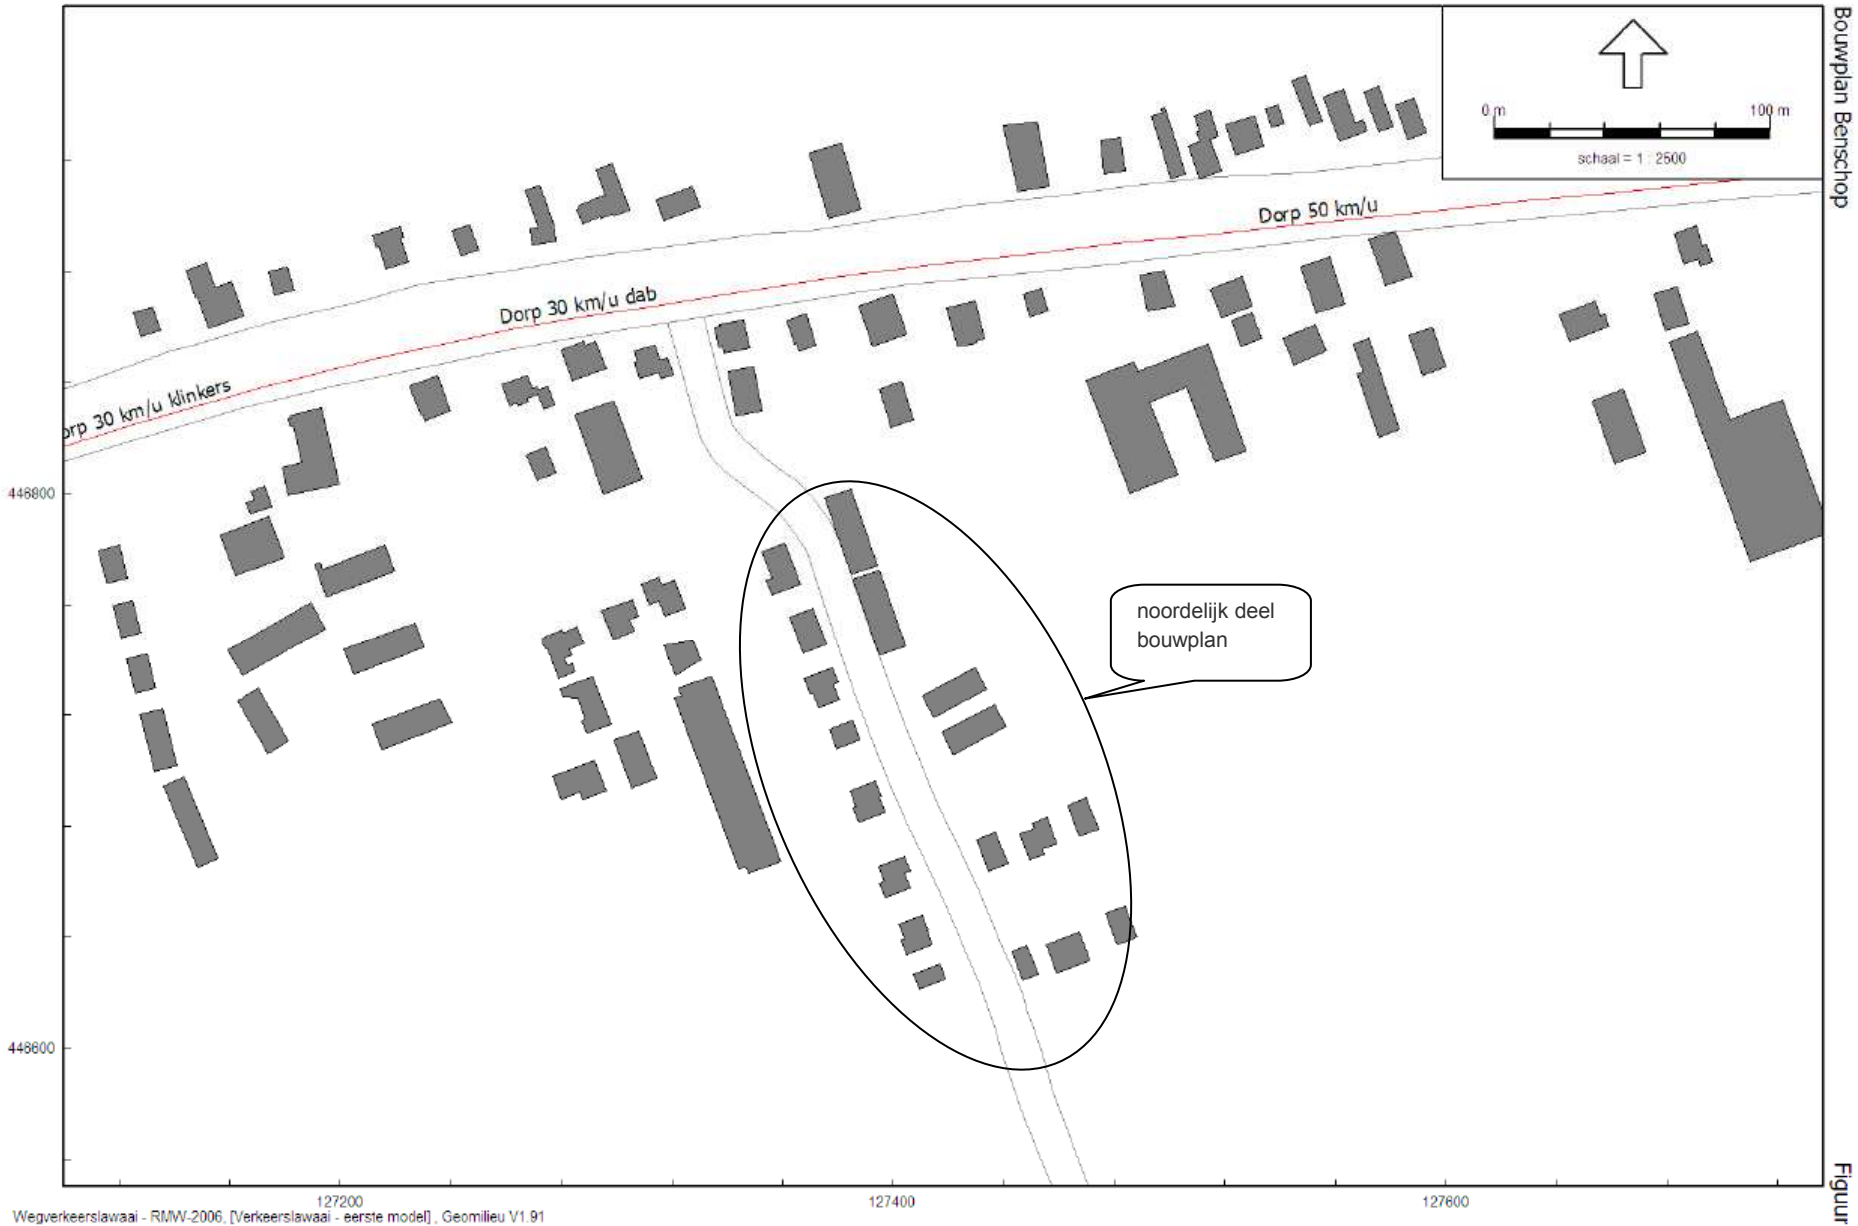 Bouwplan Benschop
0 m 100 m
schaal = 1 : 2500
Dorp 50 km/u
Dorp 30 km/u dab
orp 30 km/u klinkers
446800
noordelijk deel
bouwplan
446600
127200 127400 127600
Figuur
Wegverkeerslawaai - RMW-2006, [Verkeerslawaai - eerste model] , Geomilieu V1.91